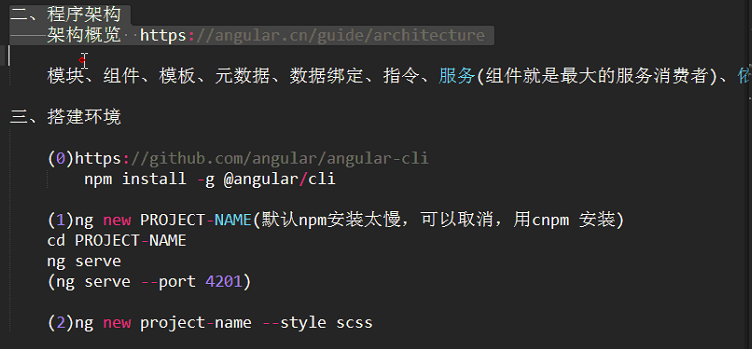 二、程序架构
架构概览 https://angular.cn/guide/architecture
模块、组件、模板、元数据、数据绑定、指令、服务(组件就是最大的服务消费者)、
三、搭建环境
(0)https://github.com/angular/angular-cli
npm install -g @angular/cli
(1)ng new PROJECT-NAME(默认npm安装太慢，可以取消，用cnpm 安装)
cd PROJECT-NAME
ng serve
(ng serve --port 4201)
(2)ng new project-name --style scss